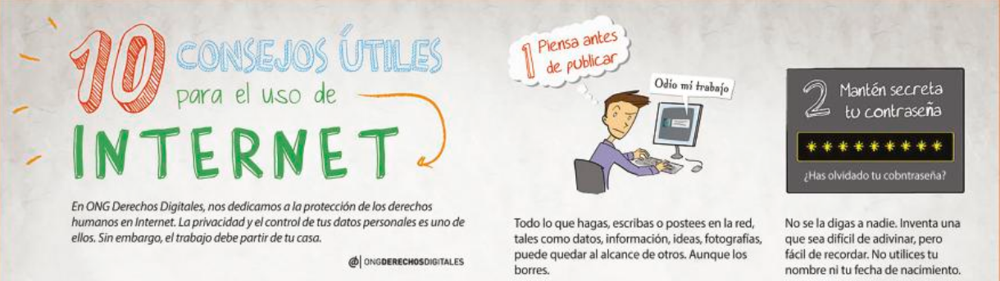 10 CONSEJOS ÚTILES
para el uso de
INTERNET
En ONG Derechos Digitales, nos dedicamos a la protección de los derechos
humanos en Internet. La privacidad y el control de tus datos personales es uno de
ellos. Sin embargo, el trabajo debe partir de tu casa.
@ ONGDERECHOSDIGITALES
1 Piensa antes
de publicar
Odio mi trabajo
Todo lo que hagas, escribas o postees en la red,
tales como datos, información, ideas, fotografías,
puede quedar al alcance de otros. Aunque los
borres.
2 Mantén secreta
tu contraseña
*********
¿Has olvidado tu cobntraseña?
No se la digas a nadie. Inventa una
que sea difícil de adivinar, pero
fácil de recordar. No utilices tu
nombre ni tu fecha de nacimiento.